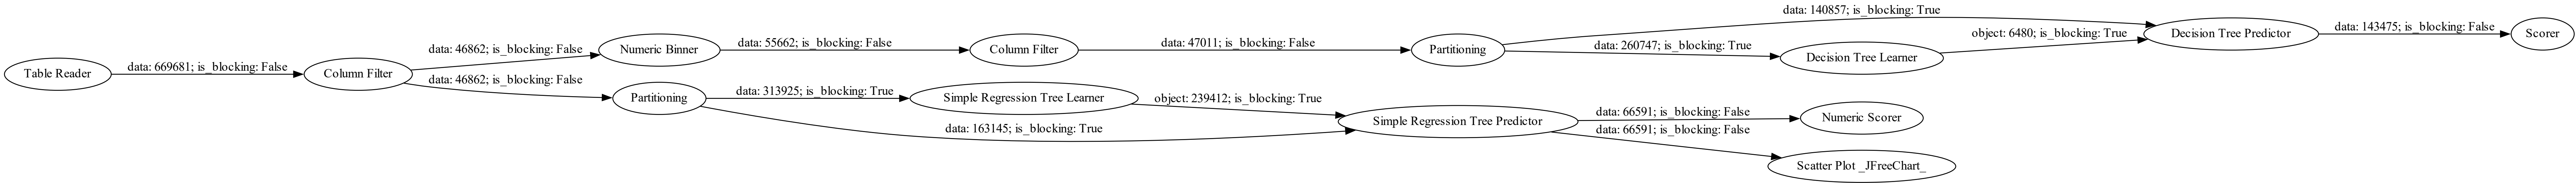 data: 140857; is_blocking: True
data: 143475; is_blocking: False
object: 6480; is_blocking: True
Decision Tree Predictor
Scorer
data: 46862; is_blocking: False
Numeric Binner
data: 55662; is_blocking: False
Column Filter
data: 47011; is_blocking: False
Partitioning
data: 260747; is_blocking: True
Decision Tree Learner
Table Reader
data: 669681; is_blocking: False
Column Filter
data: 46862; is_blocking: False
Partitioning
data: 313925; is_blocking: True
Simple Regression Tree Learner
object: 239412; is_blocking: True
data: 163145; is_blocking: True
Simple Regression Tree Predictor
data: 66591; is_blocking: False
Numeric Scorer
data: 66591; is_blocking: False
Scatter Plot _JFreeChart_